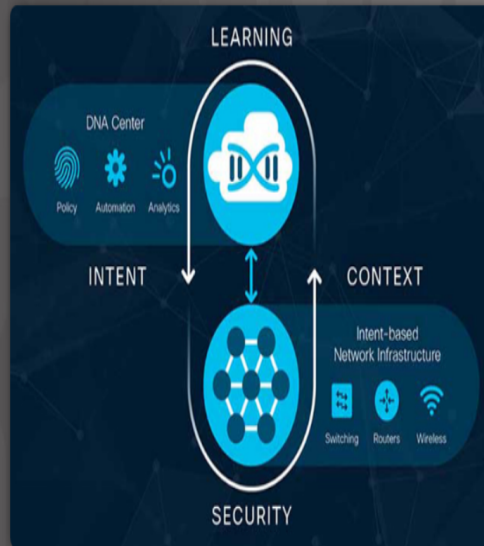 LEARNING
DNA Center
Policy Automation Analytics
INTENT
CONTEXT
Intent-based
Network Infrastructure
Switching Routers Wireless
SECURITY